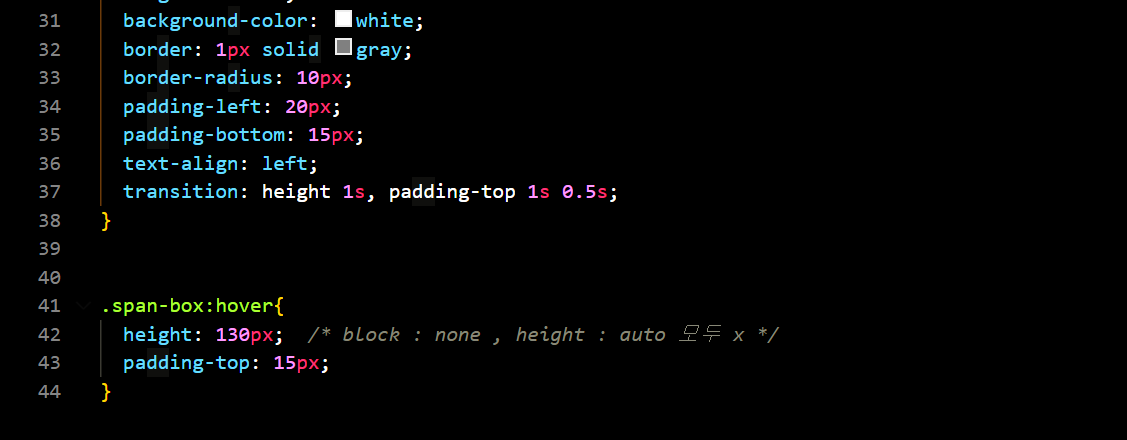 31 background-color: white;
32 border: 1px solid gray;
33 border-radius: 10px;
34 padding-left: 20px;
35 padding-bottom: 15px;
36 text-align: left;
37 transition: height 1s, padding-top 1s 0.5s;
38 }
39
40
41 .span-box:hover{
42 height: 130px; /* block : none , height : auto 모두 x */
43 padding-top: 15px;
44 }